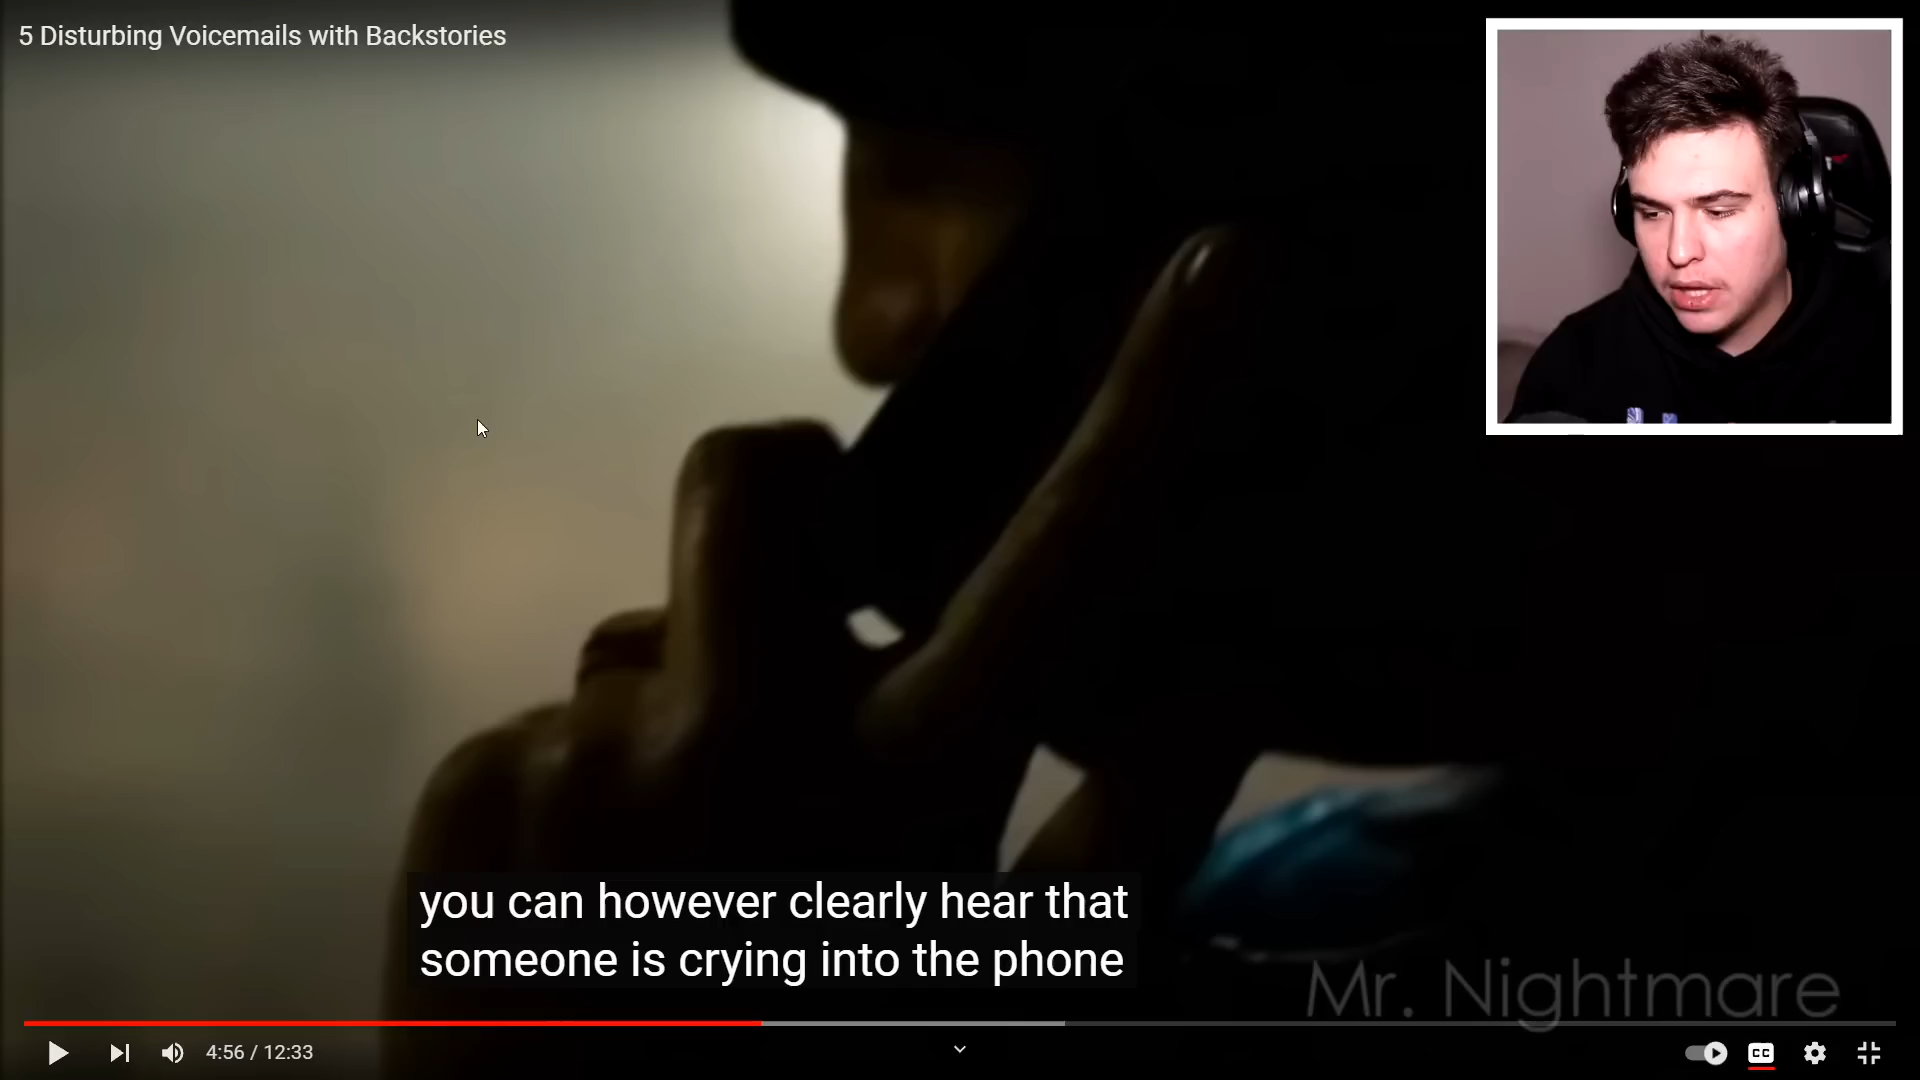 5 Disturbing Voicemails with Backstories
you can however clearly hear that
someone is crying into the phone
Mr. Nightmare
4:56 / 12:33
CC